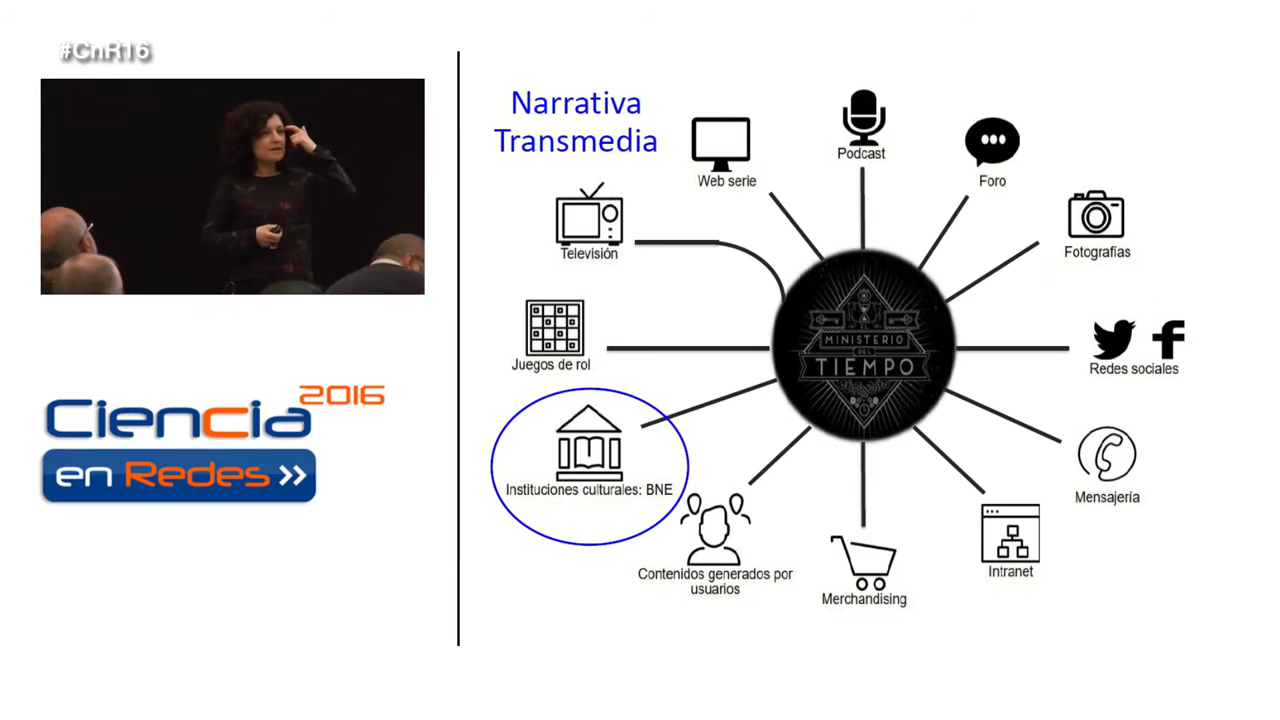 #CnR16
Ciencia 2016
en Redes >>
Narrativa
Transmedia
Web serie
Podcast
Foro
Fotografías
Televisión
Juegos de rol
Redes sociales
Instituciones culturales: BNE
Mensajería
Contenidos generados por
usuarios
Merchandising
Intranet
EL
MINISTERIO
DEL
TIEMPO